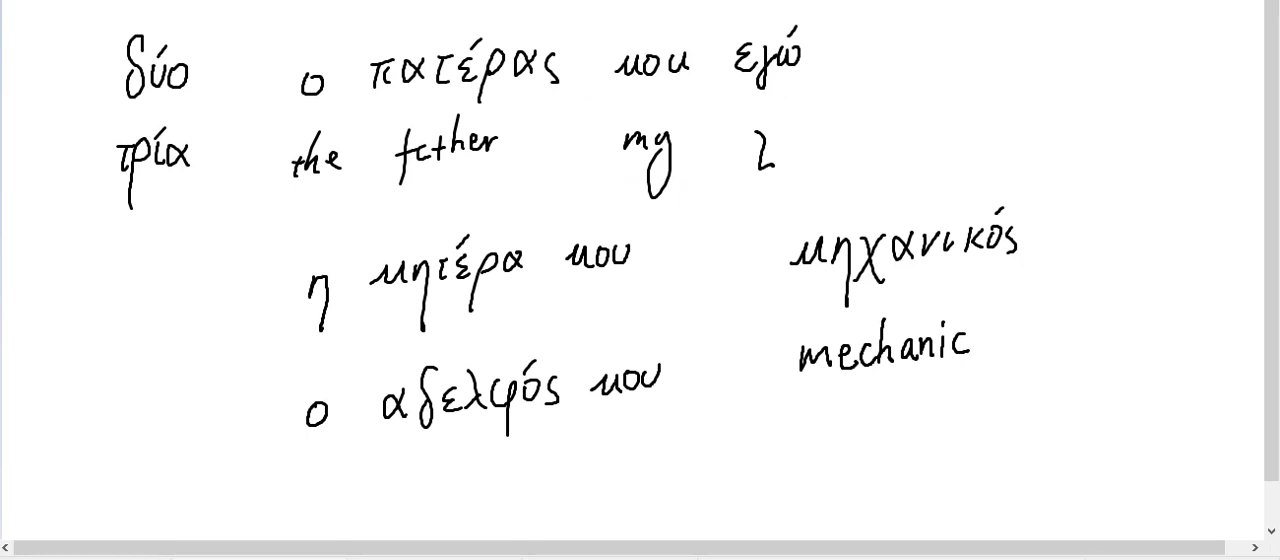 δύο ο πατέρας μου εγώ
τρία the father my I
η μητέρα μου μηχανικός
mechanic
ο αδελφός μου